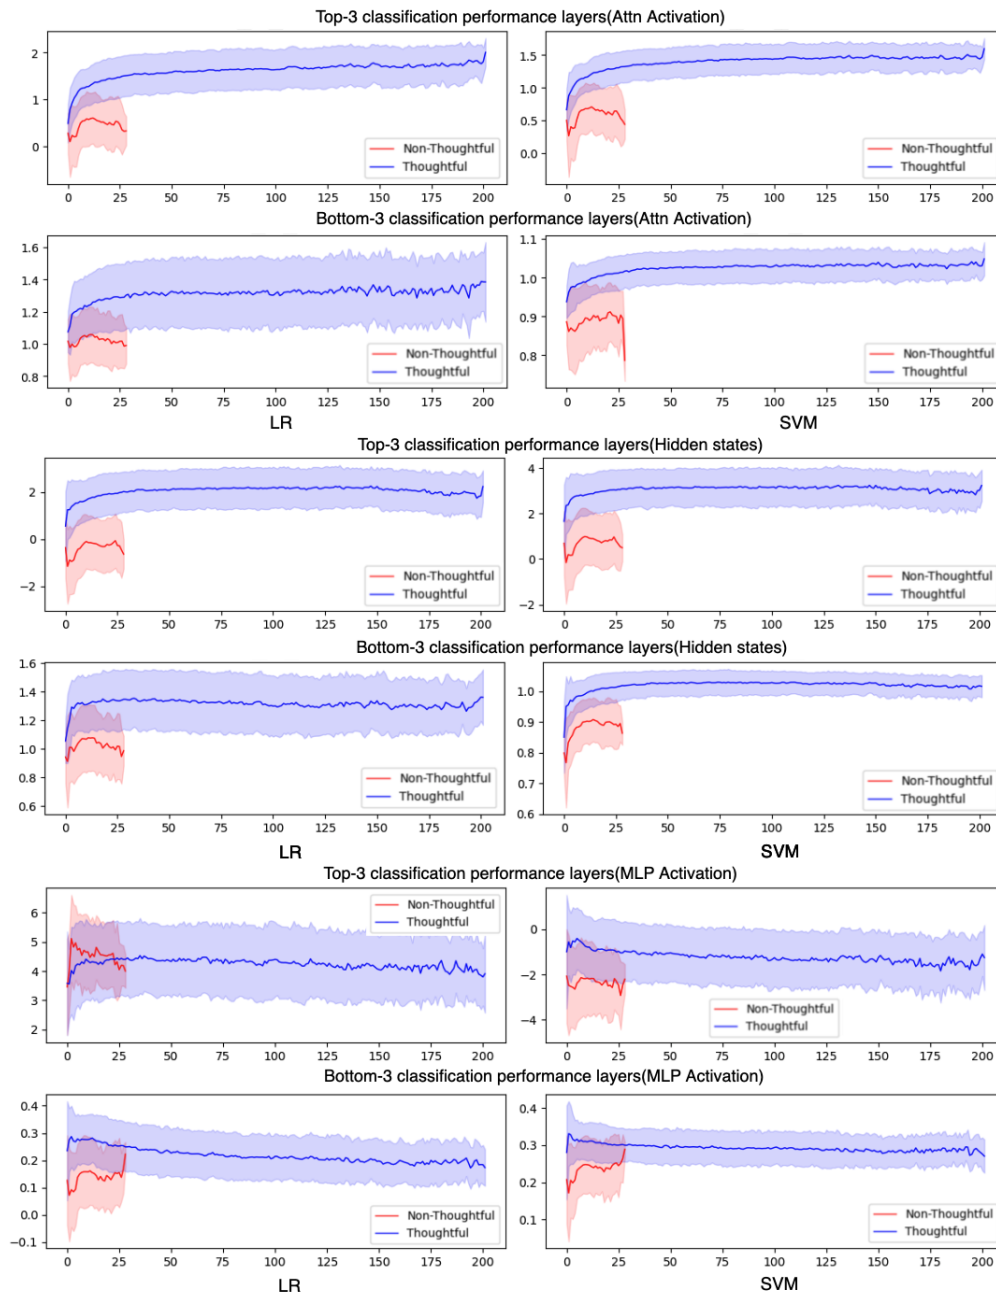 Top-3 classification performance layers(Attn Activation)
2
1
0
Non-Thoughtful
Thoughtful
0 25 50 75 100 125 150 175 200
1.5
1.0
0.5
0.0
Non-Thoughtful
Thoughtful
0 25 50 75 100 125 150 175 200
Bottom-3 classification performance layers(Attn Activation)
1.6
1.4
1.2
1.0
0.8
Non-Thoughtful
Thoughtful
0 25 50 75 100 125 150 175 200
LR
1.1
1.0
0.9
0.8
Non-Thoughtful
Thoughtful
0 25 50 75 100 125 150 175 200
SVM
Top-3 classification performance layers(Hidden states)
2
0
−2
Non-Thoughtful
Thoughtful
0 25 50 75 100 125 150 175 200
4
2
0
−2
Non-Thoughtful
Thoughtful
0 25 50 75 100 125 150 175 200
Bottom-3 classification performance layers(Hidden states)
1.6
1.4
1.2
1.0
0.8
0.6
Non-Thoughtful
Thoughtful
0 25 50 75 100 125 150 175 200
LR
1.0
0.9
0.8
0.7
0.6
Non-Thoughtful
Thoughtful
0 25 50 75 100 125 150 175 200
SVM
Top-3 classification performance layers(MLP Activation)
6
5
4
3
2
Non-Thoughtful
Thoughtful
0 25 50 75 100 125 150 175 200
0
−2
−4
Non-Thoughtful
Thoughtful
0 25 50 75 100 125 150 175 200
Bottom-3 classification performance layers(MLP Activation)
0.4
0.3
0.2
0.1
0.0
−0.1
Non-Thoughtful
Thoughtful
0 25 50 75 100 125 150 175 200
LR
0.4
0.3
0.2
0.1
Non-Thoughtful
Thoughtful
0 25 50 75 100 125 150 175 200
SVM